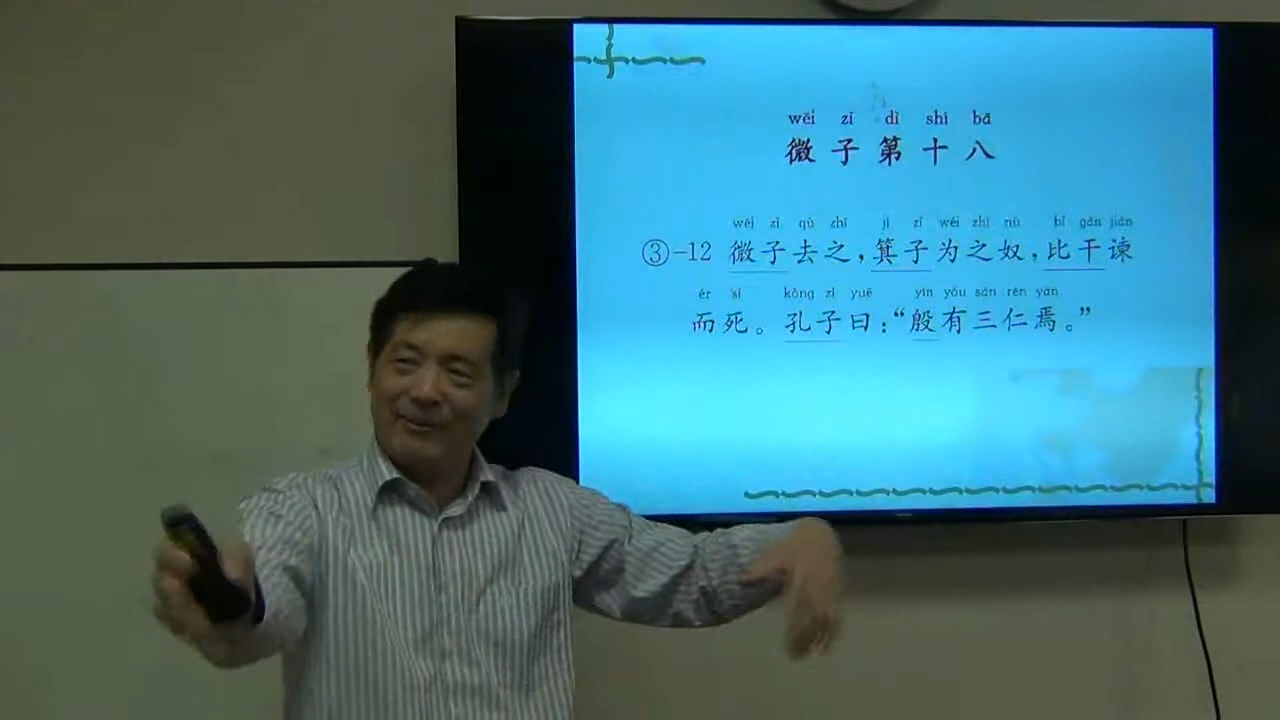 wēi zǐ dì shí bā
微子第十八
wēi zǐ qù zhī jī zǐ wéi zhī nú bǐ gān jiàn
③-12 微子去之，箕子为之奴，比干谏
ér sǐ kǒng zǐ yuē yīn yǒu sān rén yān
而死。孔子曰：“殷有三仁焉。”